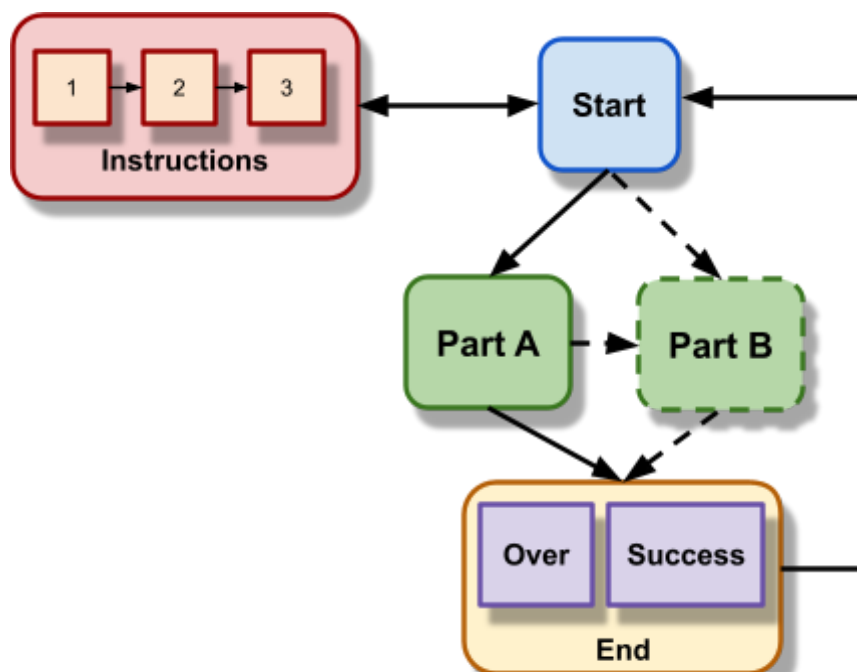 1 2 3
Instructions
Start
Part A
Part B
Over
Success
End